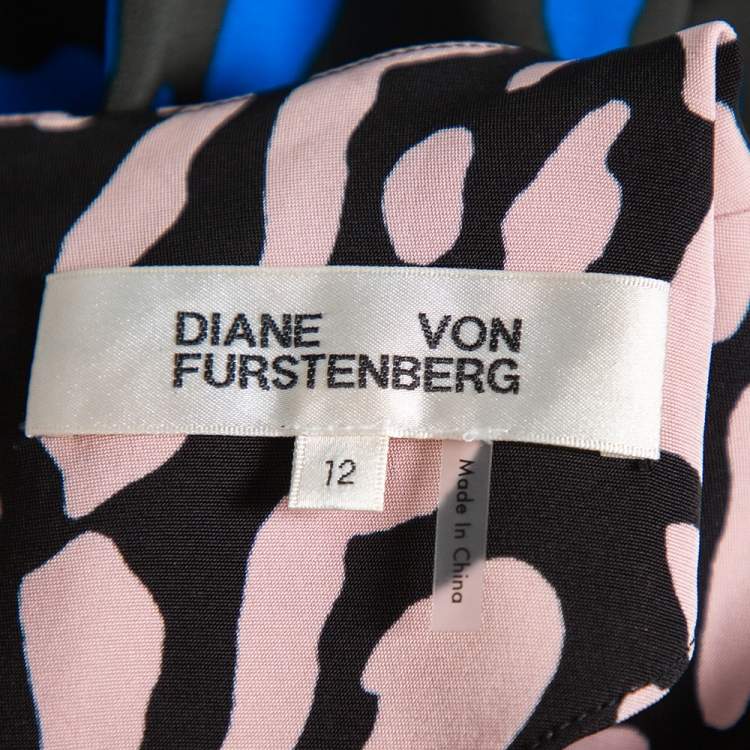 DIANE VON
FURSTENBERG
12
Made In China